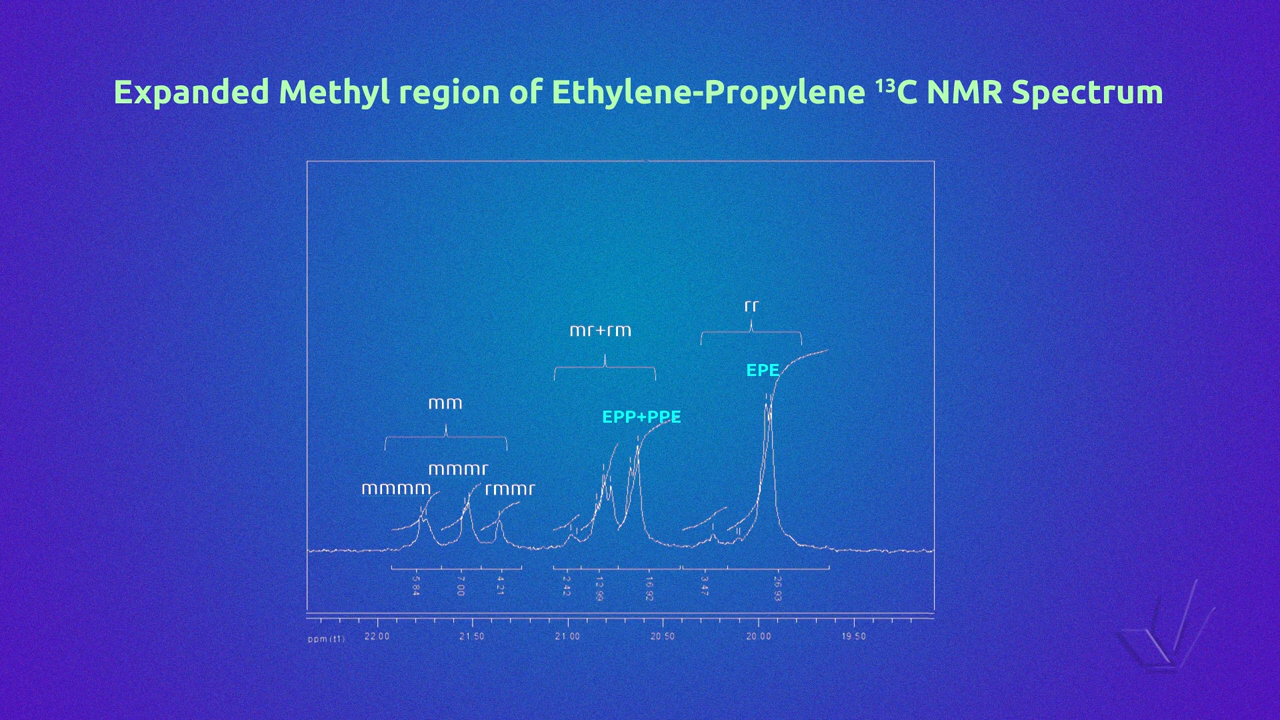 Expanded Methyl region of Ethylene-Propylene ¹³C NMR Spectrum
rr
mr+rm
EPE
mm
EPP+PPE
mmmr
mmmm
rmmr
5.84
7.00
4.21
2.42
12.99
16.92
3.47
26.93
ppm (t1)
22.00
21.50
21.00
20.50
20.00
19.50